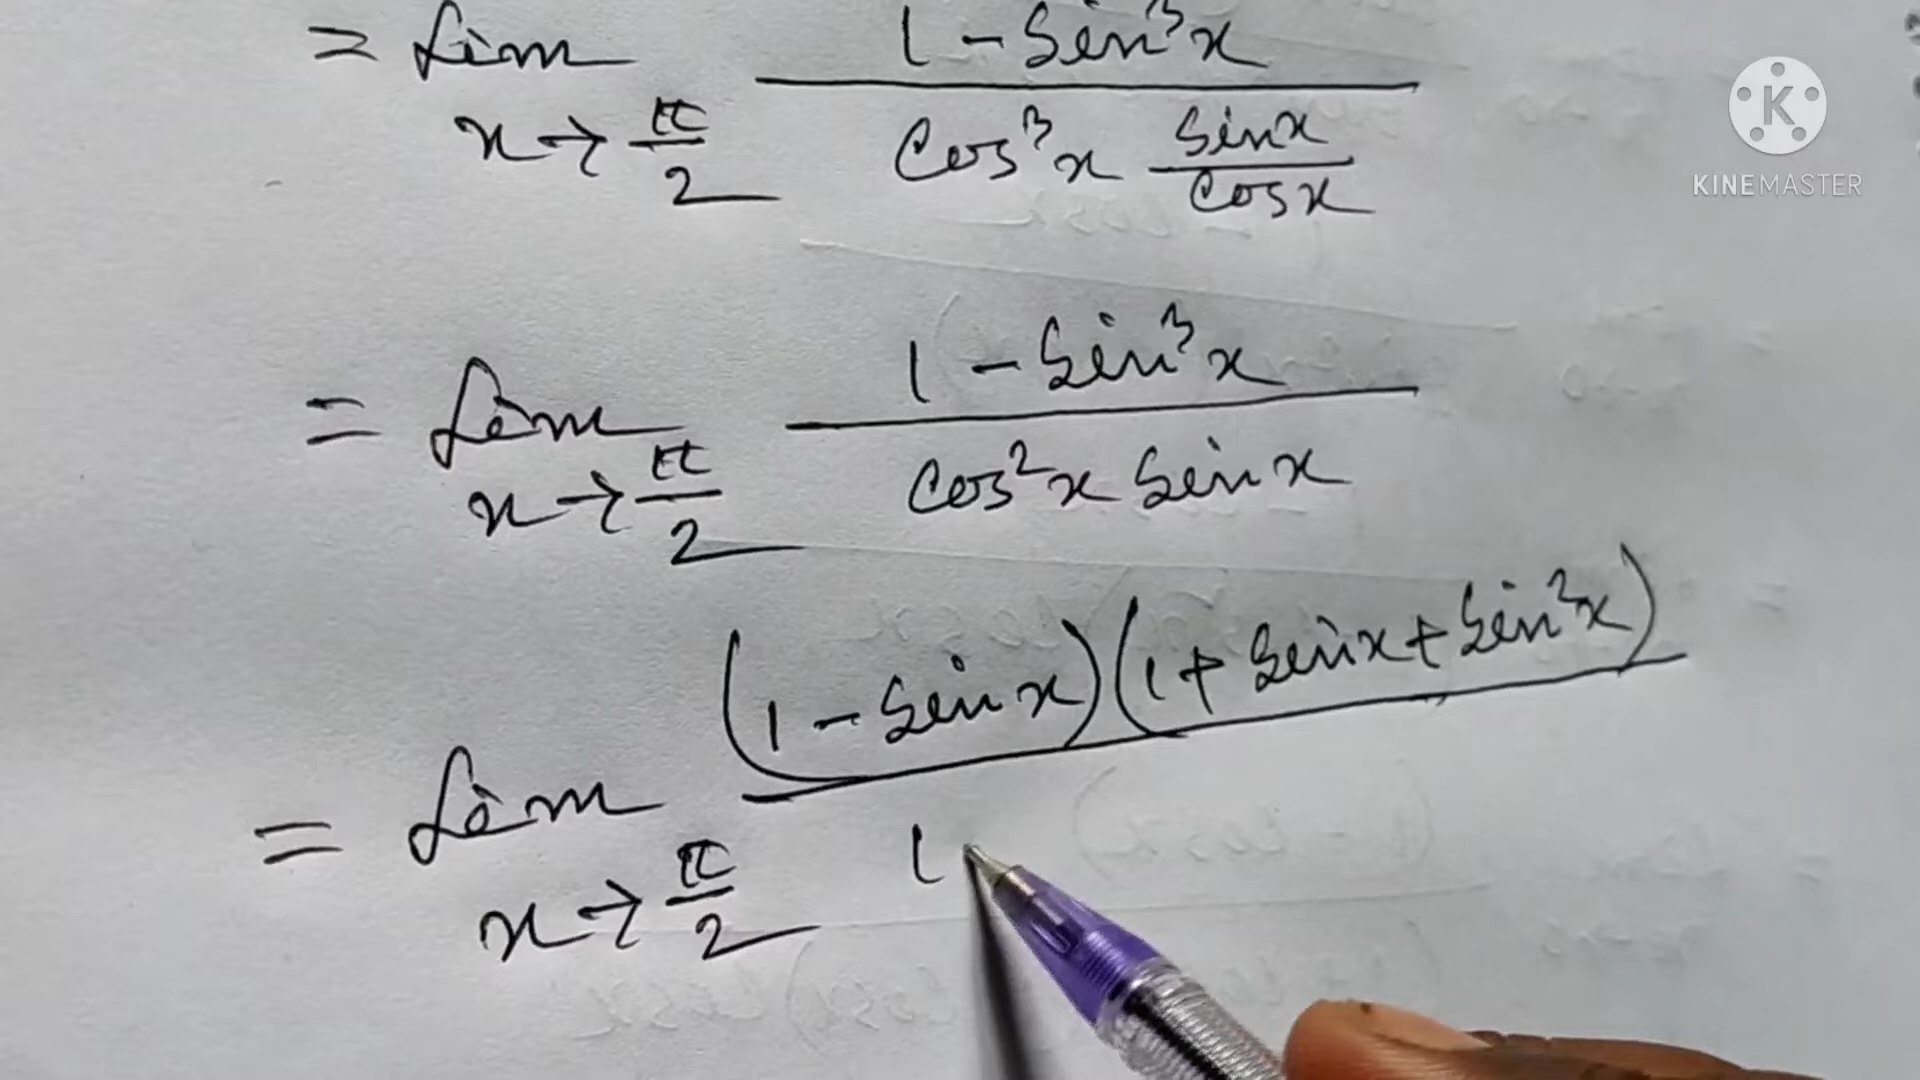 = Lim 1 - Sin³x
x → π/2 Cos³x Sinx/Cosx
KINEMASTER
= Lim 1 - Sin³x
x → π/2 Cos²x Sinx
(1 - Sinx)(1 + Sinx + Sin²x)
= Lim 1
x → π/2